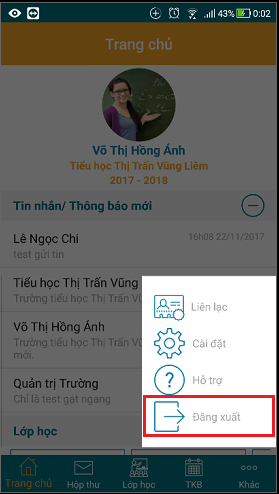 43% 0:02
Trang chủ
Võ Thị Hồng Ánh
Tiểu học Thị Trấn Vũng Liêm
2017 - 2018
Tin nhắn/ Thông báo mới
Lê Ngọc Chi 16h08 22/11/2017
test gửi tin
Tiểu học Thị Trấn Vũng
Trường tiểu học Thị Trấn Vũng
Võ Thị Hồng Ánh
Trường tiểu học Thị Trấn Vũng
mới.
Quản trị Trường
Chỉ là test gạt ngang
Lớp học
Liên lạc
Cài đặt
Hỗ trợ
Đăng xuất
Trang chủ Hộp thư Lớp học TKB Khác